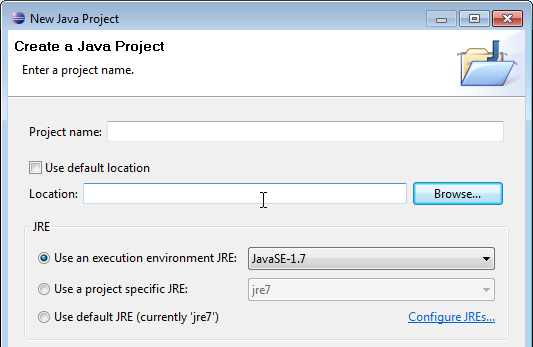 New Java Project
Create a Java Project
Enter a project name.
Project name:
Use default location
Location: Browse...
JRE
Use an execution environment JRE: JavaSE-1.7
Use a project specific JRE: jre7
Use default JRE (currently 'jre7') Configure JREs...